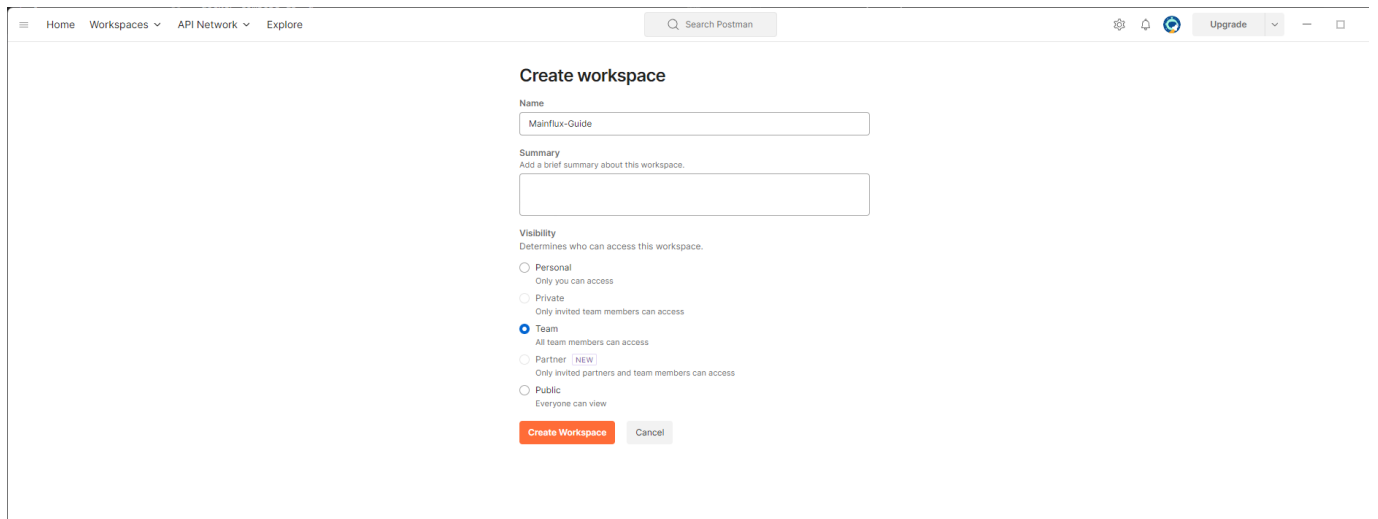 Home Workspaces API Network Explore Search Postman Upgrade
Create workspace
Name
Mainflux-Guide
Summary
Add a brief summary about this workspace.
Visibility
Determines who can access this workspace.
Personal
Only you can access
Private
Only invited team members can access
Team
All team members can access
Partner NEW
Only invited partners and team members can access
Public
Everyone can view
Create Workspace Cancel